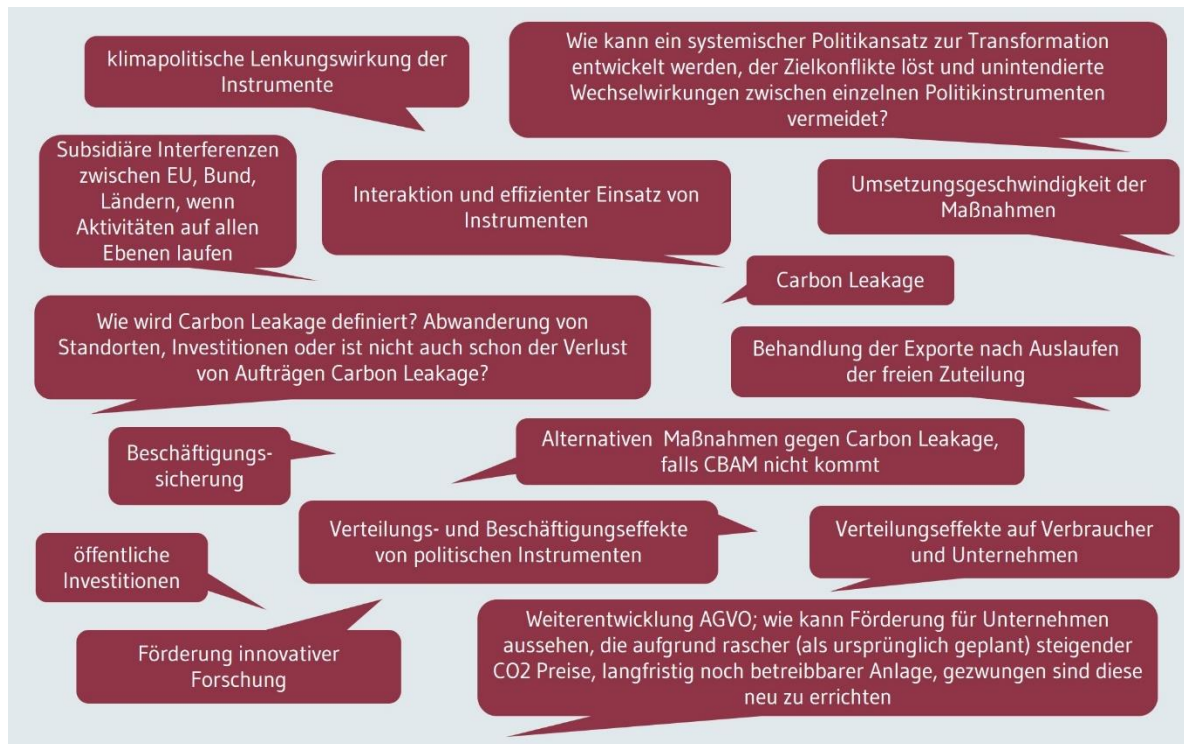 klimapolitische Lenkungswirkung der
Instrumente
Wie kann ein systemischer Politikansatz zur Transformation
entwickelt werden, der Zielkonflikte löst und unintendierte
Wechselwirkungen zwischen einzelnen Politikinstrumenten
vermeidet?
Subsidiäre Interferenzen
zwischen EU, Bund,
Ländern, wenn
Aktivitäten auf allen
Ebenen laufen
Interaktion und effizienter Einsatz von
Instrumenten
Umsetzungsgeschwindigkeit der
Maßnahmen
Carbon Leakage
Wie wird Carbon Leakage definiert? Abwanderung von
Standorten, Investitionen oder ist nicht auch schon der Verlust
von Aufträgen Carbon Leakage?
Behandlung der Exporte nach Auslaufen
der freien Zuteilung
Beschäftigungs-
sicherung
Alternativen Maßnahmen gegen Carbon Leakage,
falls CBAM nicht kommt
Verteilungs- und Beschäftigungseffekte
von politischen Instrumenten
Verteilungseffekte auf Verbraucher
und Unternehmen
öffentliche
Investitionen
Förderung innovativer
Forschung
Weiterentwicklung AGVO; wie kann Förderung für Unternehmen
aussehen, die aufgrund rascher (als ursprünglich geplant) steigender
CO2 Preise, langfristig noch betreibbarer Anlage, gezwungen sind diese
neu zu errichten